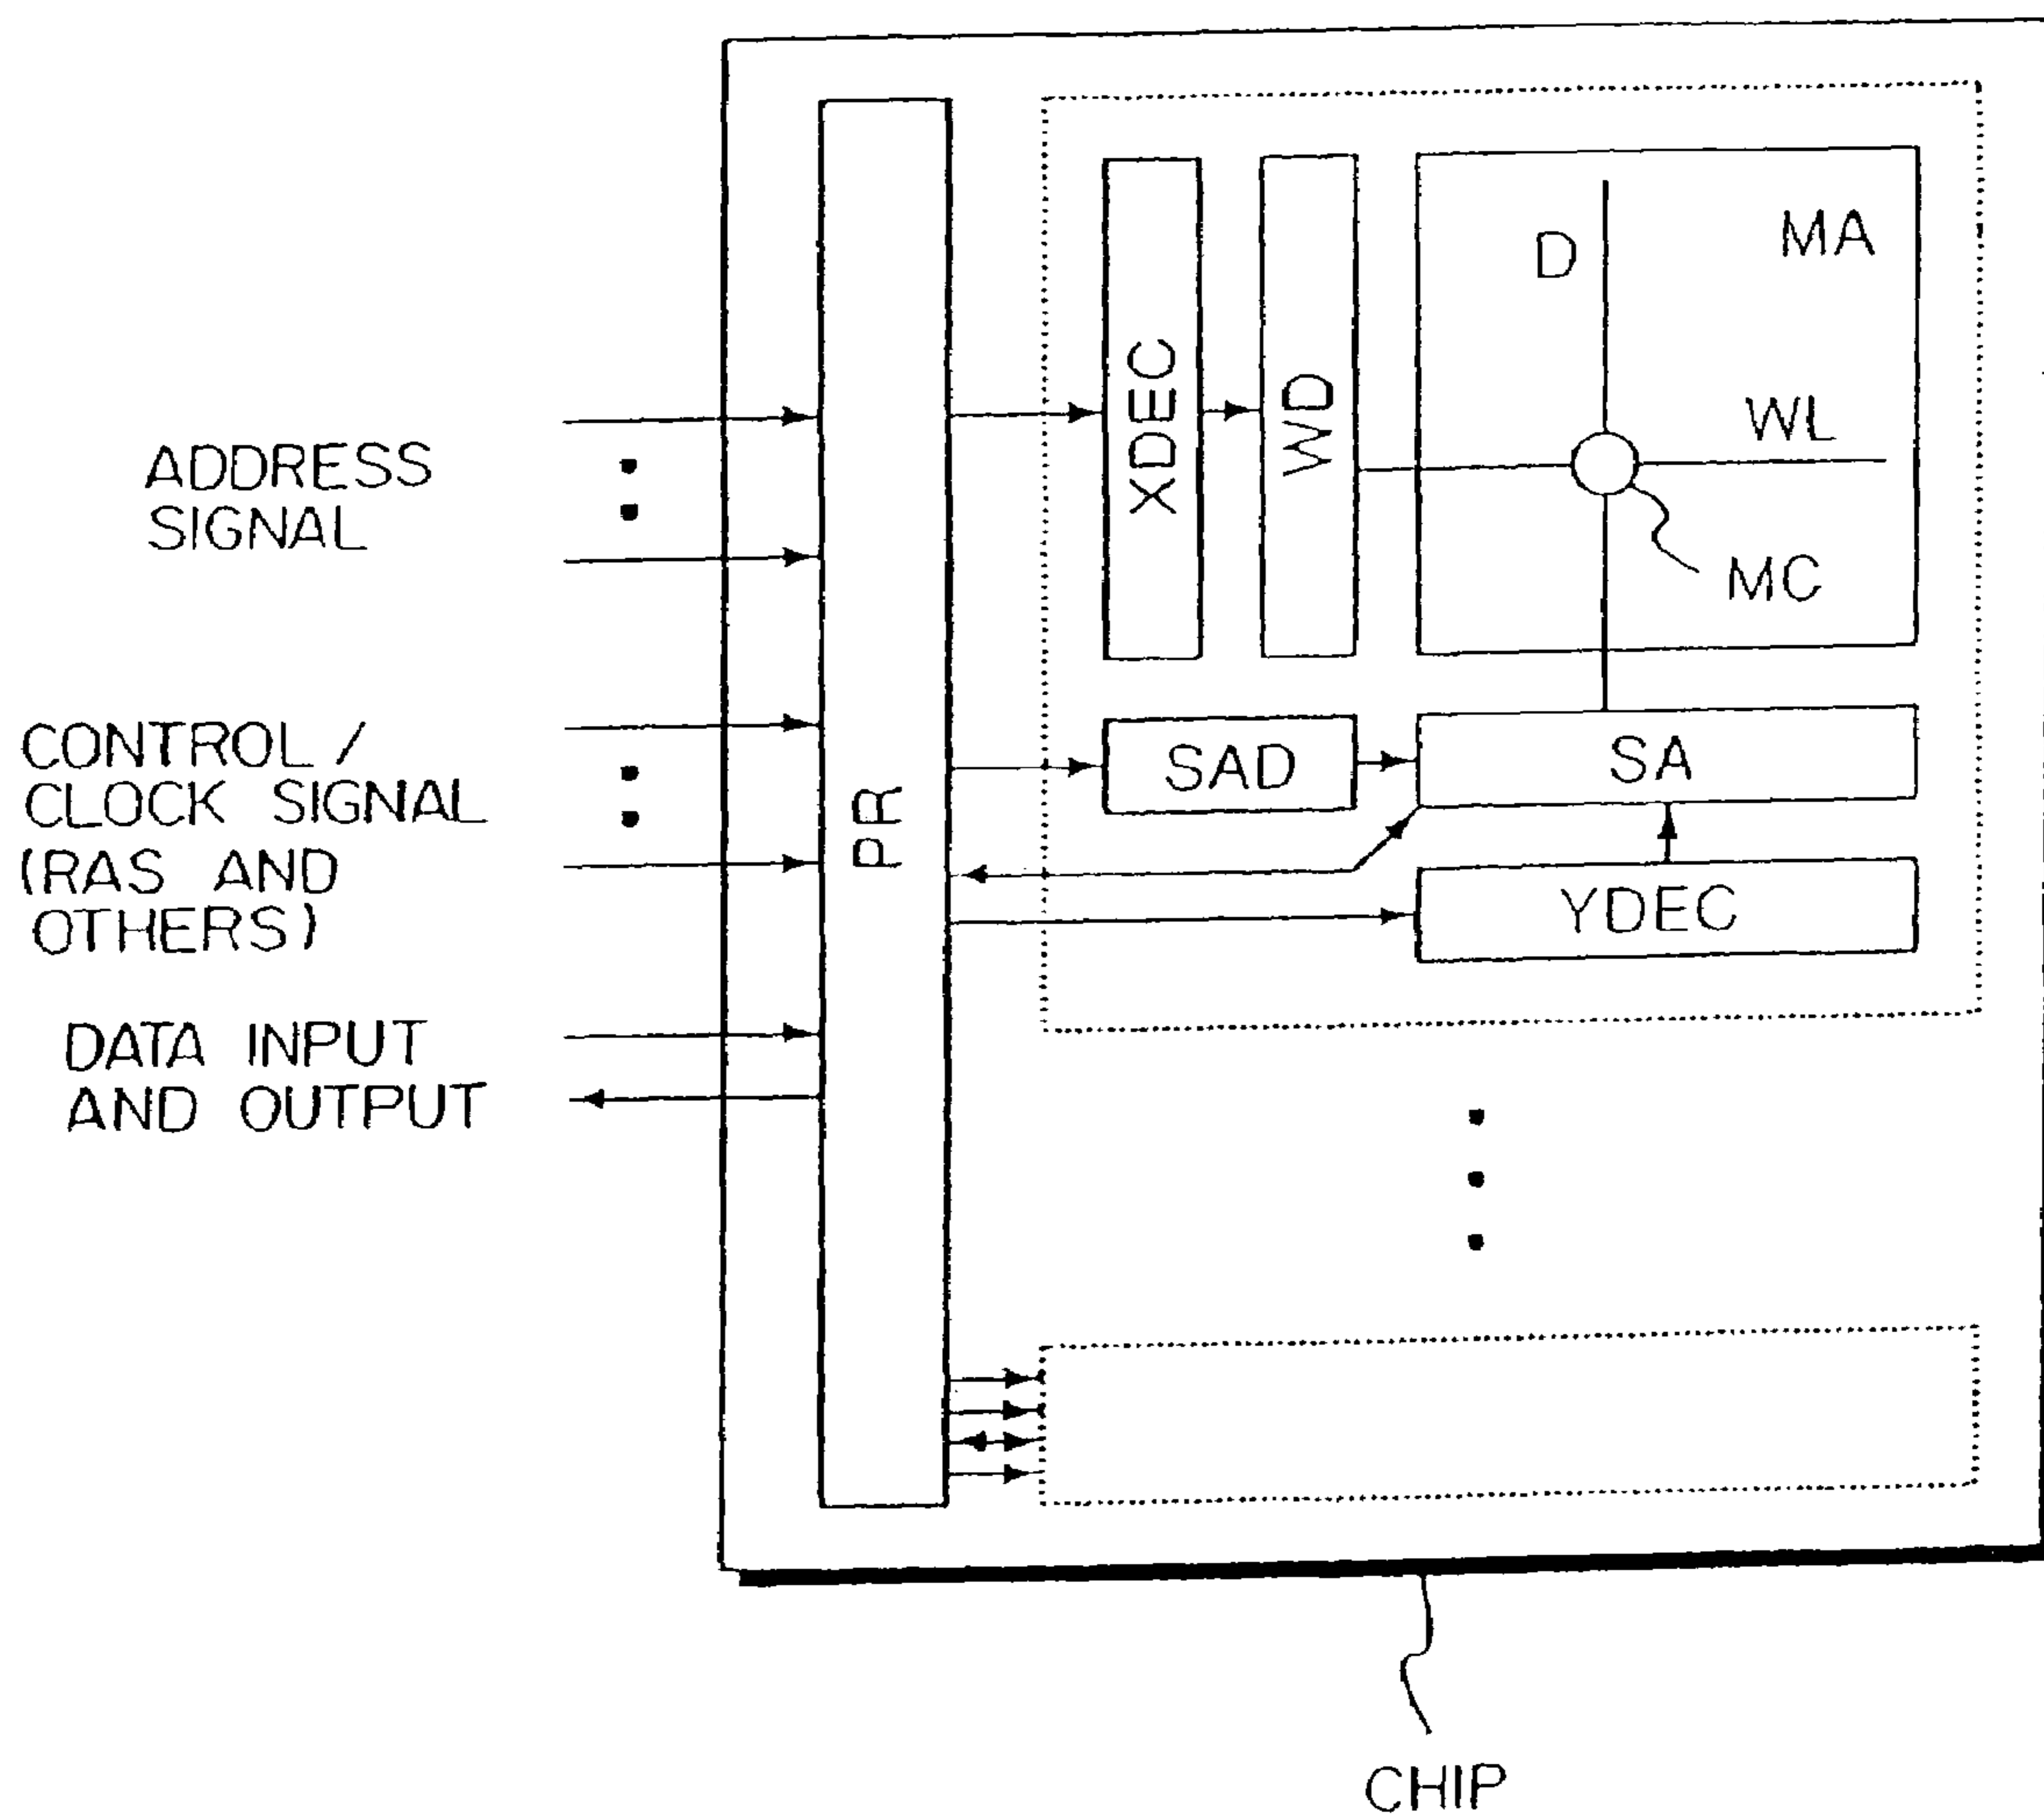 ADDRESS
SIGNAL
CONTROL /
CLOCK SIGNAL
(RAS AND
OTHERS)
DATA INPUT
AND OUTPUT
PR
XDEC
WD
D
MA
WL
MC
SAD
SA
YDEC
CHIP